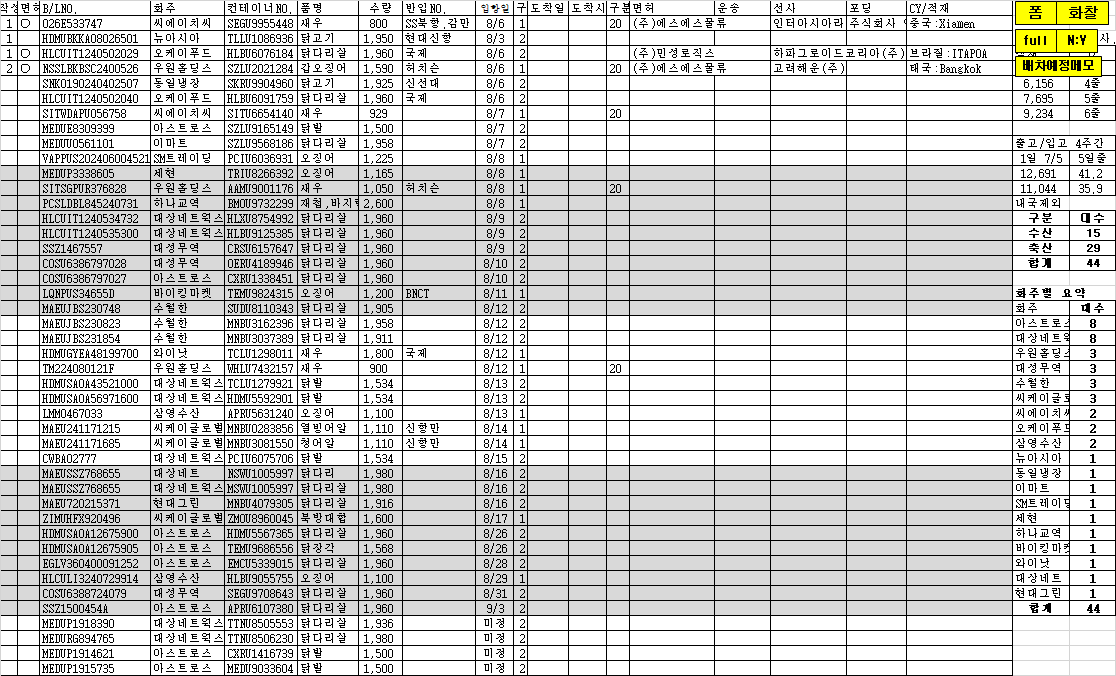 작성 면허 B/LNO. 화주 컨테이너NO. 품명 수량 반입NO. 입항일 구 도착일 도착시 구분 면허 운송 선사 포딩 CY/적재 폼 화찰
1 O 026E533747 씨에이치씨 SEGU9955448 새우 800 SS북항,감만 8/6 1 20 (주)에스에스물류 인터아시아라 주식회사 중국:Xiamen
1 HDMUBKKA08026501 뉴아시아 TLLU1086936 닭고기 1,950 현대신항 8/3 2 full N:Y
1 O HLCUIT1240502029 오케이푸드 HLBU6076184 닭다리살 1,960 국제 8/6 2 (주)민성로직스 하파그로이드코리아(주) 브라질:ITAPOA
2 O NSSLBKBSC2400526 우원홀딩스 SZLU2021284 갑오징어 1,590 허치슨 8/6 1 20 (주)에스에스물류 고려해운(주) 태국:Bangkok 배차예정메모
SNKO190240402507 동일냉장 SKRU9904960 닭고기 1,925 신선대 8/6 2 6,156 4줄
HLCUIT1240502040 오케이푸드 HLBU6091759 닭다리살 1,960 국제 8/6 2 7,695 5줄
SITWDAPU056758 씨에이치씨 SITU6654140 새우 929 8/7 1 20 9,234 6줄
MEDUE8309399 아스트로스 SZLU9165149 닭발 1,500 8/7 2
MEDUU0561101 이마트 SZLU9568186 닭다리살 1,958 8/7 2 출고/입고 4주간
VAPPUS202406004521 SM트레이딩 PCIU6036931 오징어 1,225 8/8 1 1일 7/5 5일줄
MEDUP3338605 세현 TRIU8266392 오징어 1,165 8/8 1 12,691 41.2
SITSGPUR376828 우원홀딩스 AAMU9001176 새우 1,050 허치슨 8/8 1 20 11,044 35.9
PCSLDBL845240731 하나교역 BMOU9732299 재첩,바지락 2,600 8/8 1 내국제외
HLCUIT1240534732 대상네트웍스 HLXU8754992 닭다리살 1,960 8/9 2 구분 대수
HLCUIT1240535300 대상네트웍스 HLBU9125385 닭다리살 1,960 8/9 2 수산 15
SSZ1467557 대성무역 CRSU6157647 닭다리살 1,960 8/9 2 축산 29
COSU6386797028 대성무역 OERU4189946 닭다리살 1,960 8/10 2 합계 44
COSU6386797027 아스트로스 CXRU1338451 닭다리살 1,960 8/10 2
LQNPUS34655D 바이킹마켓 TEMU9824315 오징어 1,200 BNCT 8/11 1 화주별 요약
MAEUJBS230748 수월한 SUDU8110343 닭다리살 1,905 8/12 2 화주 대수
MAEUJBS230823 수월한 MNBU3162396 닭다리살 1,958 8/12 2 아스트로스 8
MAEUJBS231854 수월한 MNBU3037389 닭다리살 1,911 8/12 2 대상네트웍 8
HDMUGYEA48199700 와이낫 TCLU1298011 새우 1,800 국제 8/12 1 우원홀딩스 3
TM224080121F 우원홀딩스 WHLU7432157 새우 900 8/12 1 20 대성무역 3
HDMUSAOA43521000 대상네트웍스 TCLU1279921 닭발 1,534 8/13 2 수월한 3
HDMUSAOA56971600 대상네트웍스 HDMU5592901 닭발 1,534 8/13 2 씨케이글로 3
LMM0467033 삼영수산 APRU5631240 오징어 1,100 8/13 1 씨에이치씨 2
MAEU241171215 씨케이글로벌 MNBU0283856 열빙어알 1,110 신항만 8/14 1 오케이푸드 2
MAEU241171685 씨케이글로벌 MNBU3081550 청어알 1,110 신항만 8/14 1 삼영수산 2
CWBA02777 대상네트웍스 PCIU6075706 닭발 1,534 8/15 2 뉴아시아 1
MAEUSSZ768655 대상네트 NSWU1005997 닭다리 1,980 8/16 2 동일냉장 1
MAEUSSZ768655 대상네트웍스 MSWU1005997 닭다리살 1,980 8/16 2 이마트 1
MAEU720215371 현대그린 MNBU4079305 닭다리살 1,916 8/16 2 SM트레이딩 1
ZIMUHFX920496 씨케이글로벌 ZMOU8960045 북방대합 1,600 8/17 1 세현 1
HDMUSAOA12675900 아스트로스 HDMU5567365 닭다리살 1,960 8/26 2 하나교역 1
HDMUSAOA12675905 아스트로스 TEMU9686556 닭장각 1,568 8/26 2 바이킹마켓 1
EGLV360400091252 아스트로스 EMCU5339015 닭다리살 1,960 8/28 2 와이낫 1
HLCUL13240729914 삼영수산 HLBU9055755 오징어 1,100 8/29 1 대상네트 1
COSU6388724079 대성무역 SEGU9708643 닭다리살 1,960 8/31 2 현대그린 1
SSZ1500454A 아스트로스 APRU6107380 닭다리살 1,960 9/3 2 합계 44
MEDUP1918390 대상네트웍스 TTNU8505553 닭다리살 1,936 미정 2
MEDURG894765 대상네트웍스 TTNU8506230 닭다리살 1,980 미정 2
MEDUP1914621 아스트로스 CXRU1416739 닭발 1,500 미정 2
MEDUP1915735 아스트로스 MEDU9033604 닭발 1,500 미정 2